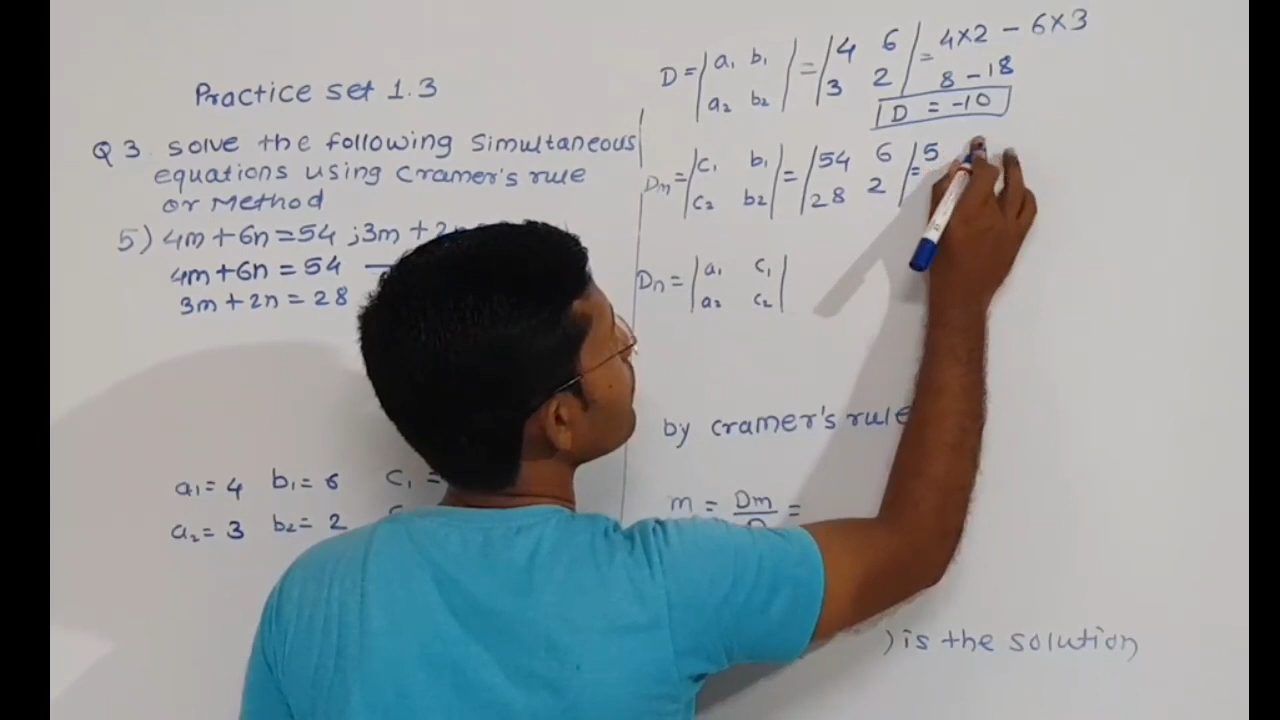 Practice set 1.3
Q 3. solve the following Simultaneous
equations using cramer's rule
or Method
5) 4m + 6n = 54 ; 3m +
4m + 6n = 54
3m + 2n = 28
a₁ = 4 b₁ = 6 c₁ =
a₂ = 3 b₂ = 2
D = |a₁ b₁| = |4 6| = 4×2 - 6×3
|a₂ b₂| |3 2| 8 - 18
D = -10
Dm = |c₁ b₁| = |54 6| = 5
|c₂ b₂| |28 2|
Dn = |a₁ c₁|
|a₂ c₂|
by cramer's rule
m = Dm =
) is the solution